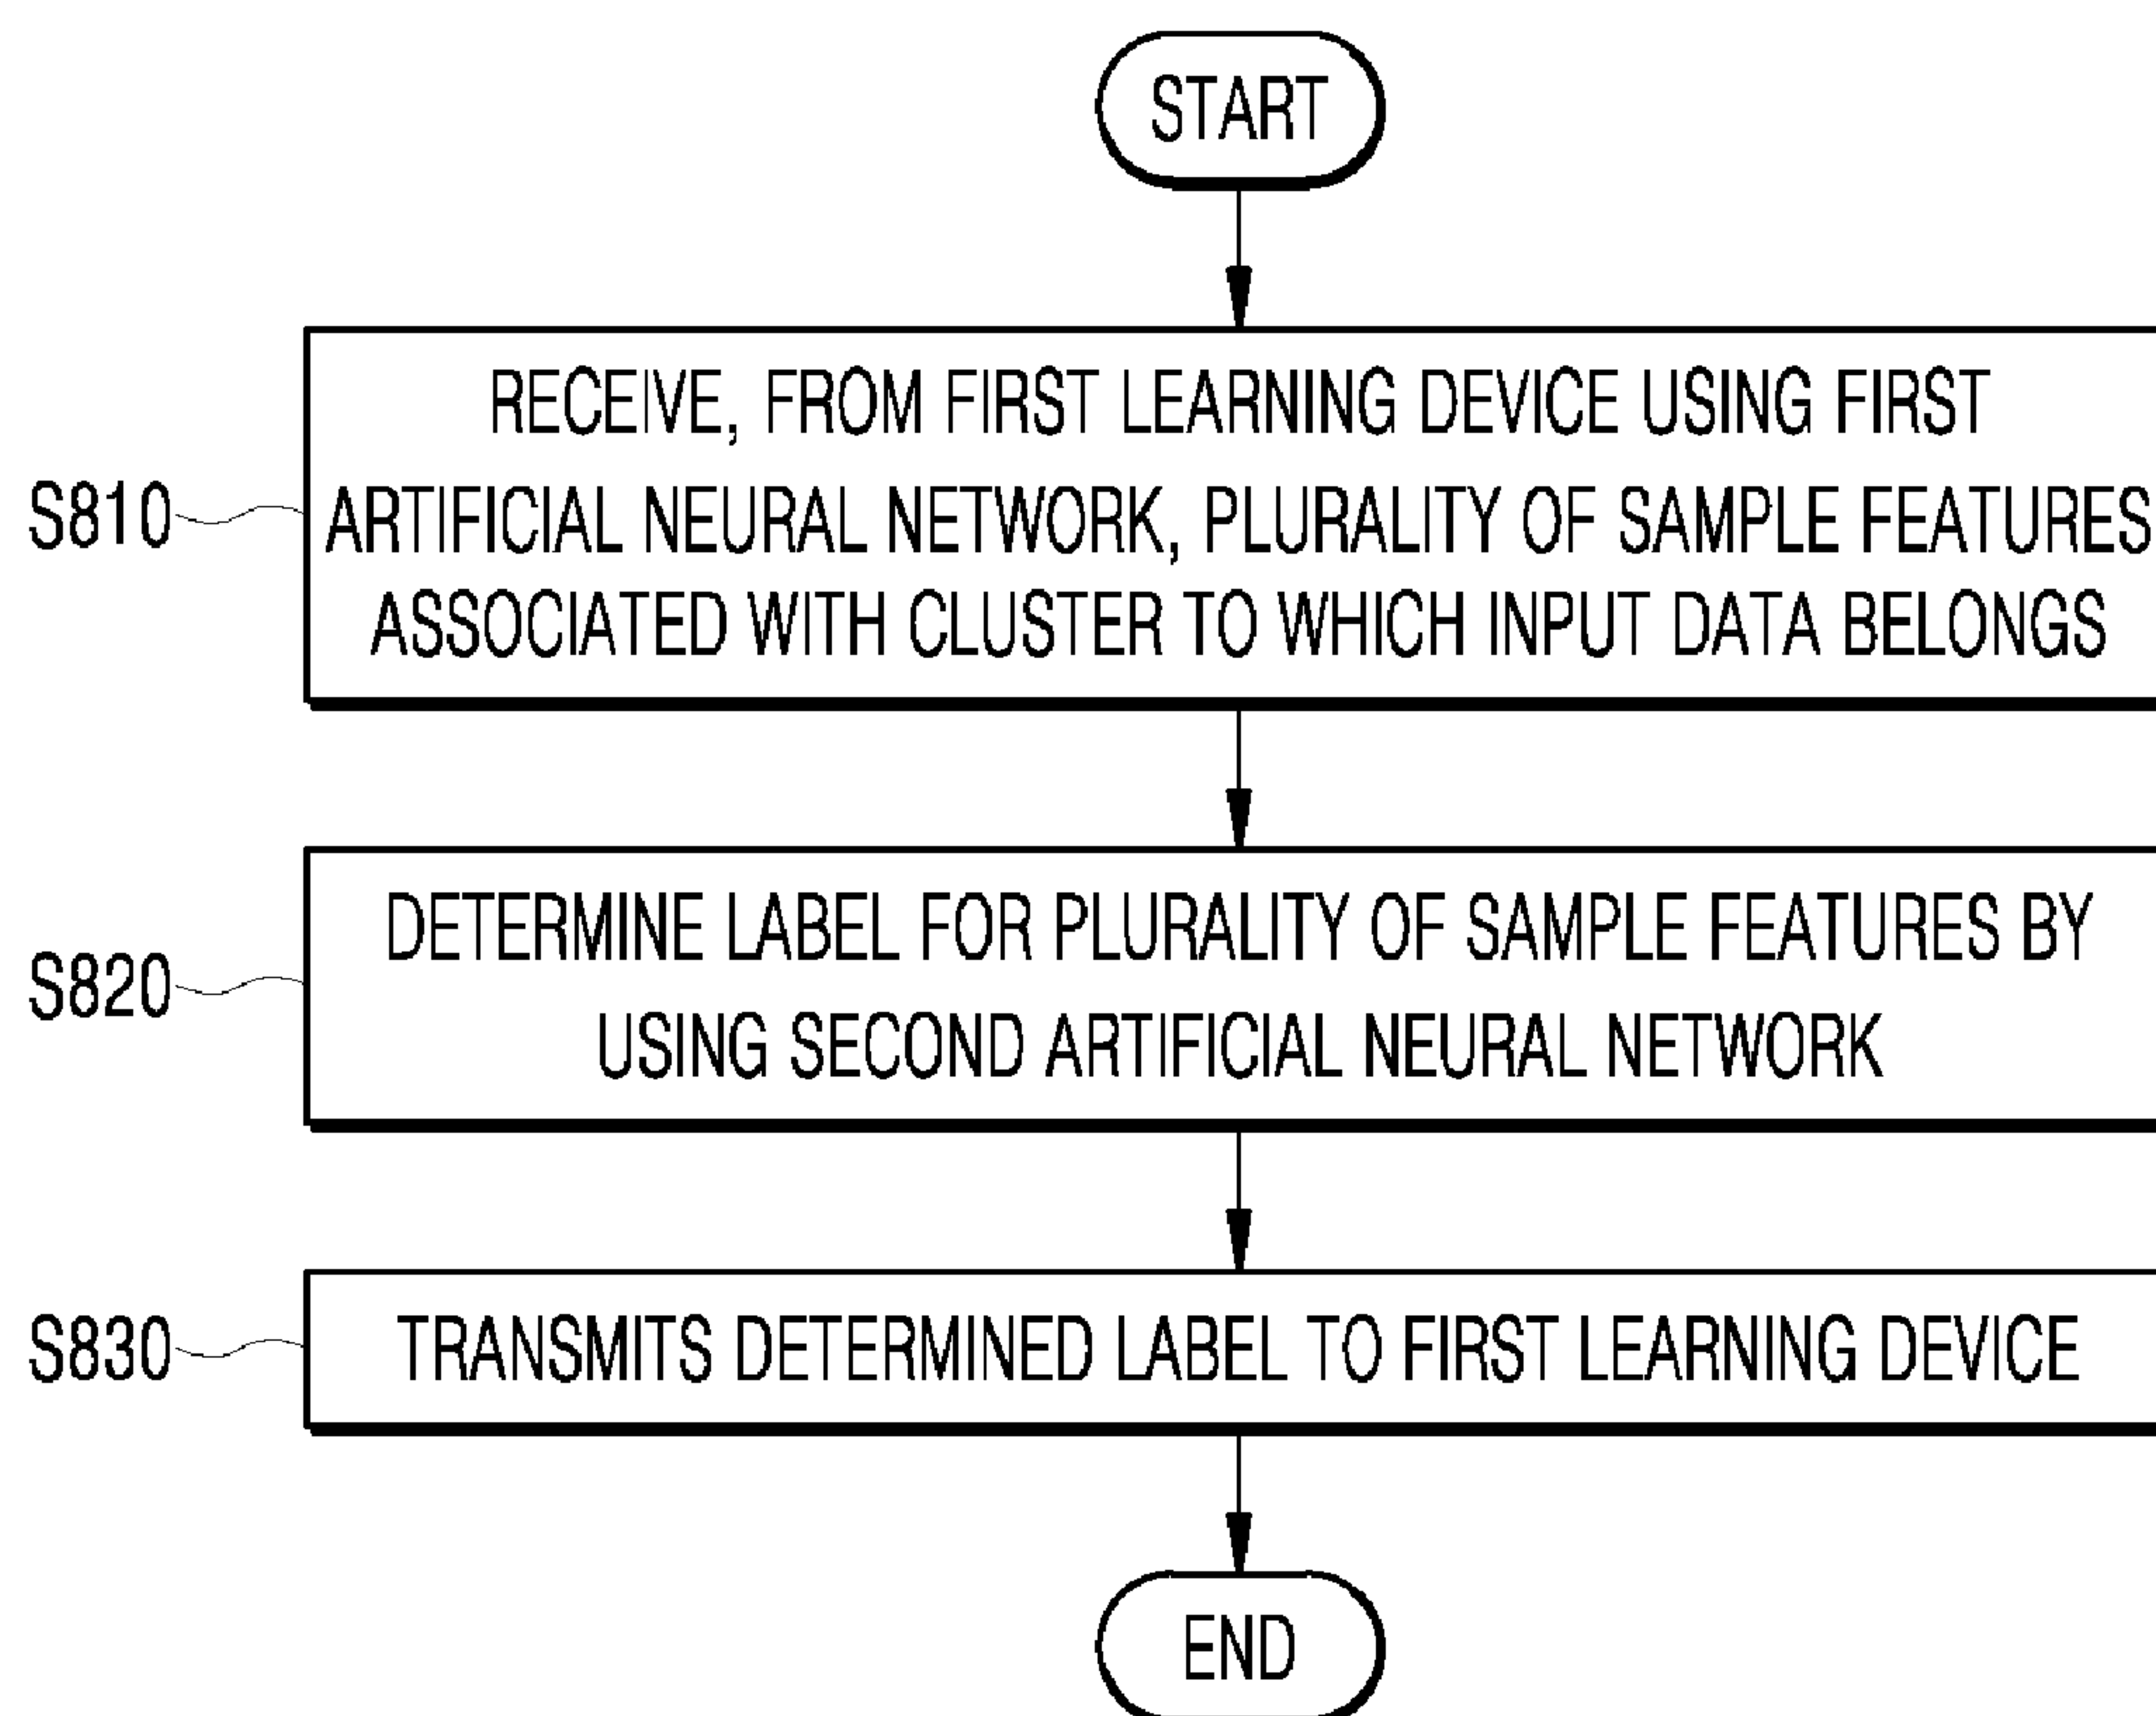 START
RECEIVE, FROM FIRST LEARNING DEVICE USING FIRST
S810
ARTIFICIAL NEURAL NETWORK, PLURALITY OF SAMPLE FEATURES
ASSOCIATED WITH CLUSTER TO WHICH INPUT DATA BELONGS
DETERMINE LABEL FOR PLURALITY OF SAMPLE FEATURES BY
S820
USING SECOND ARTIFICIAL NEURAL NETWORK
S830
TRANSMITS DETERMINED LABEL TO FIRST LEARNING DEVICE
END